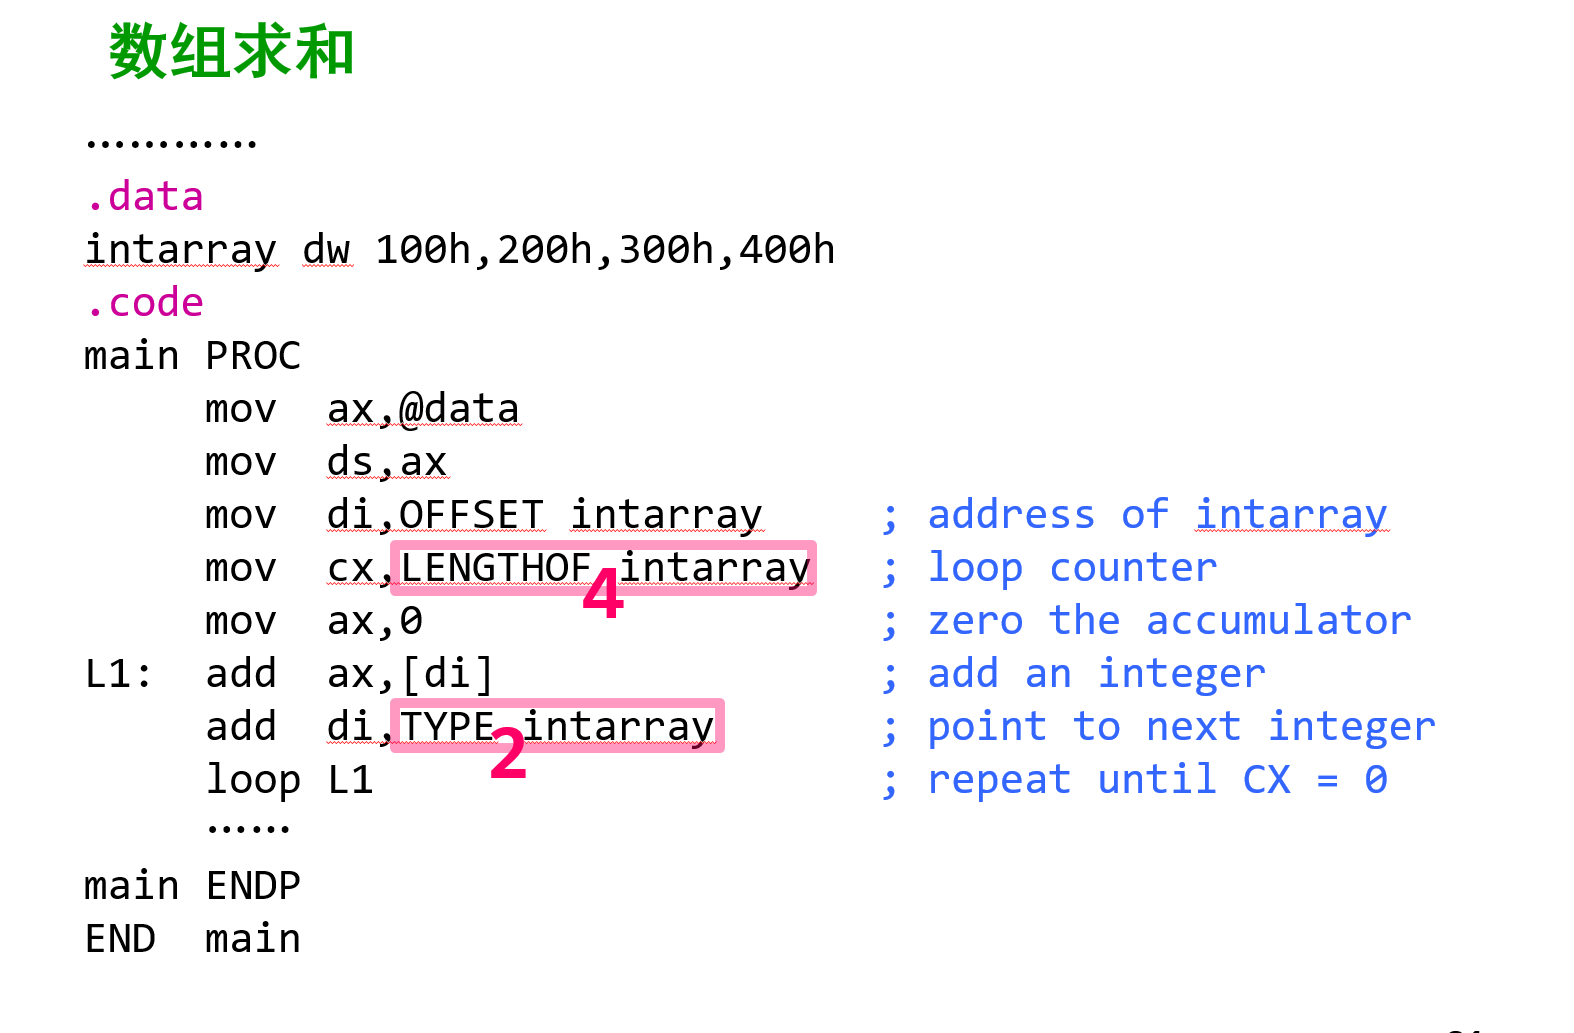 数组求和
…………
.data
intarray dw 100h,200h,300h,400h
.code
main PROC
mov ax,@data
mov ds,ax
mov di,OFFSET intarray ; address of intarray
mov cx,LENGTHOF intarray ; loop counter
4
mov ax,0 ; zero the accumulator
L1: add ax,[di] ; add an integer
add di,TYPE intarray ; point to next integer
2
loop L1 ; repeat until CX = 0
……
main ENDP
END main